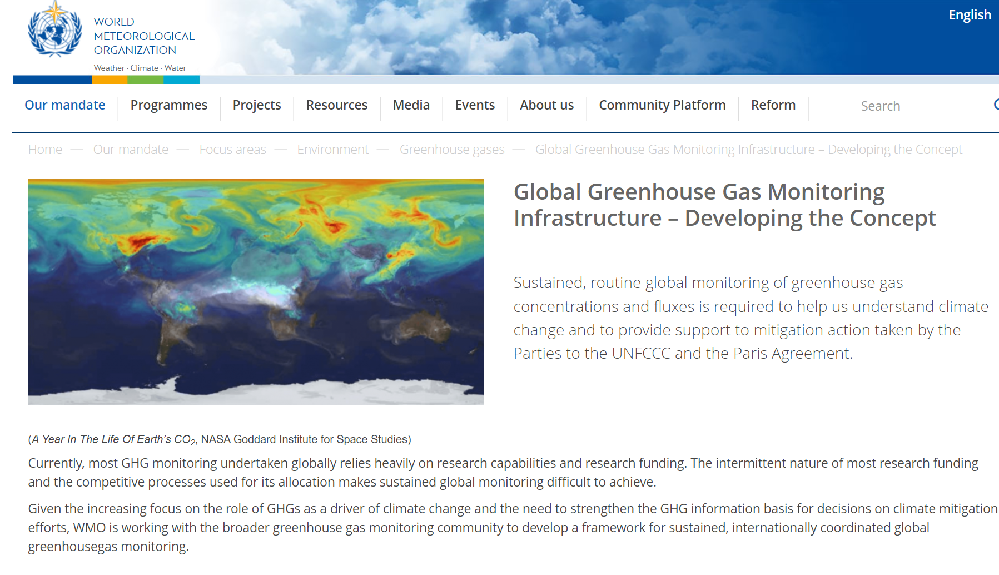 WORLD
METEOROLOGICAL
ORGANIZATION
Weather · Climate · Water
English
Our mandate
Programmes
Projects
Resources
Media
Events
About us
Community Platform
Reform
Search
Home — Our mandate — Focus areas — Environment — Greenhouse gases — Global Greenhouse Gas Monitoring Infrastructure – Developing the Concept
Global Greenhouse Gas Monitoring
Infrastructure – Developing the Concept
Sustained, routine global monitoring of greenhouse gas
concentrations and fluxes is required to help us understand climate
change and to provide support to mitigation action taken by the
Parties to the UNFCCC and the Paris Agreement.
(A Year In The Life Of Earth’s CO₂, NASA Goddard Institute for Space Studies)
Currently, most GHG monitoring undertaken globally relies heavily on research capabilities and research funding. The intermittent nature of most research funding
and the competitive processes used for its allocation makes sustained global monitoring difficult to achieve.
Given the increasing focus on the role of GHGs as a driver of climate change and the need to strengthen the GHG information basis for decisions on climate mitigation
efforts, WMO is working with the broader greenhouse gas monitoring community to develop a framework for sustained, internationally coordinated global
greenhousegas monitoring.